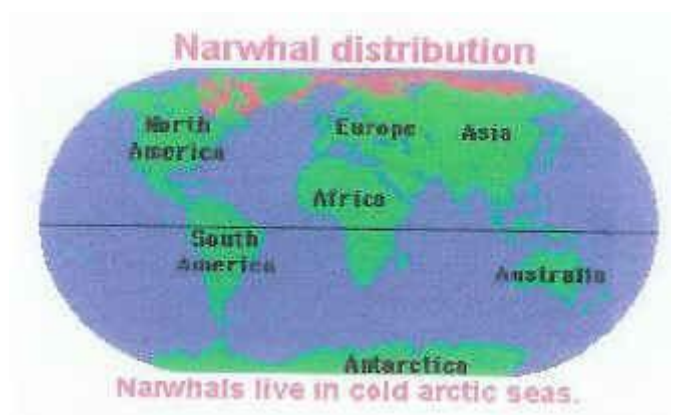 Narwhal distribution
North
America
Europe
Asia
Africa
South
America
Australia
Antarctica
Narwhals live in cold arctic seas.